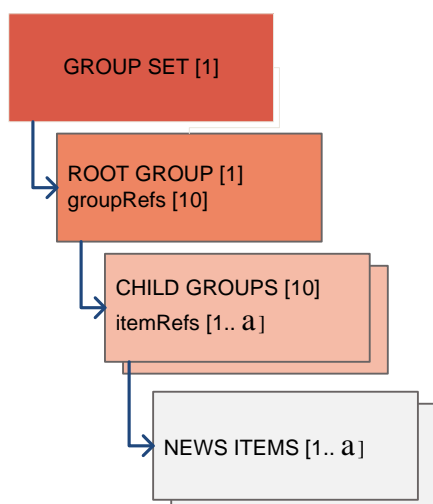 GROUP SET [1]
ROOT GROUP [1]
groupRefs [10]
CHILD GROUPS [10]
itemRefs [1.. a]
NEWS ITEMS [1.. a]